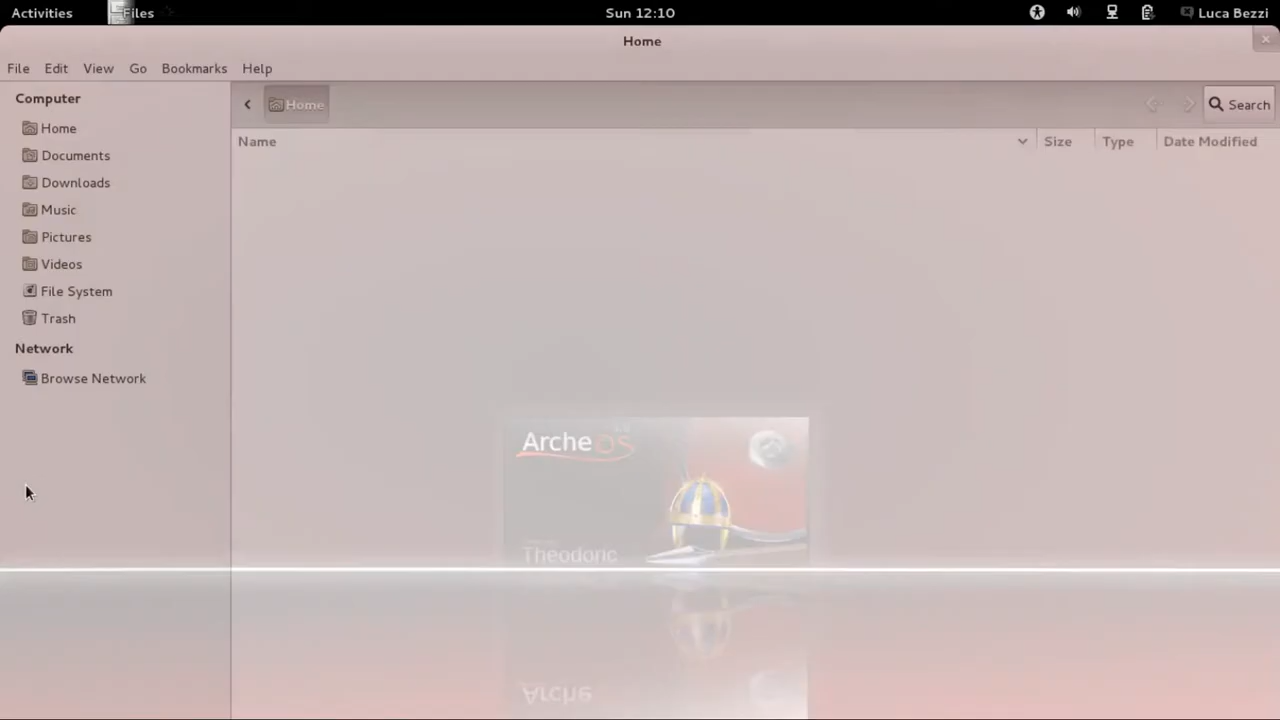 Activities Files Sun 12:10 Luca Bezzi
Home
File Edit View Go Bookmarks Help
Computer
Home
Documents
Downloads
Music
Pictures
Videos
File System
Trash
Network
Browse Network
Home Search
Name Size Type Date Modified
ArcheOS
Theodoric
Arche